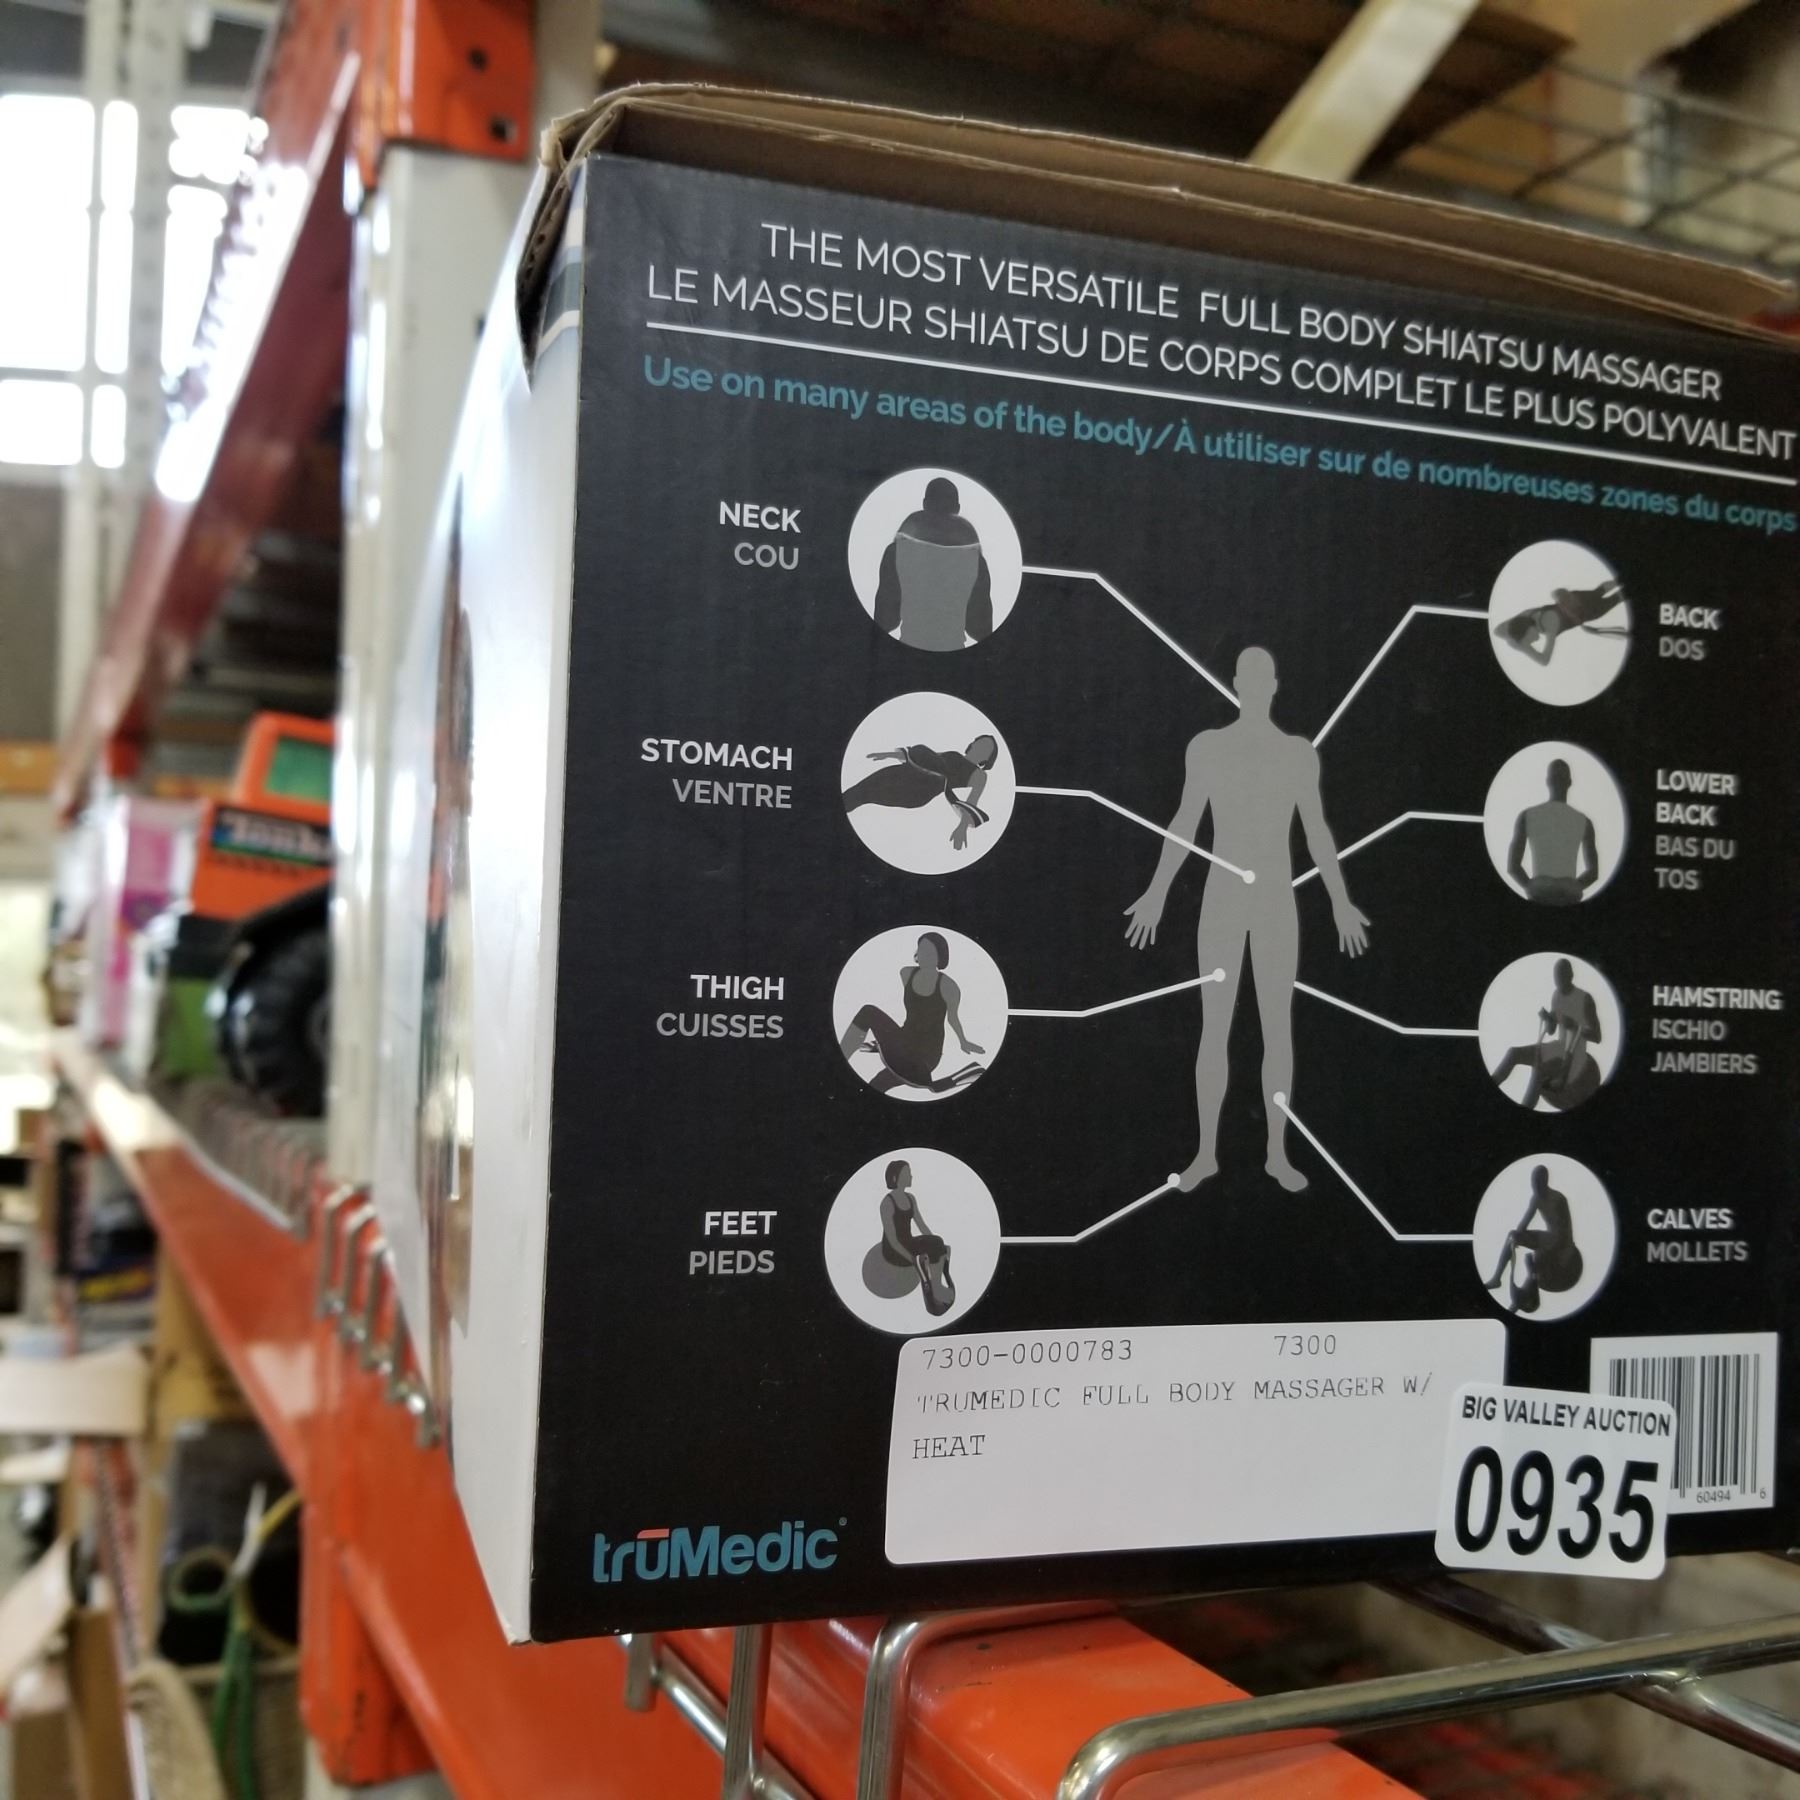 THE MOST VERSATILE FULL BODY SHIATSU MASSAGER
LE MASSEUR SHIATSU DE CORPS COMPLET LE PLUS POLYVALENT
Use on many areas of the body/À utiliser sur de nombreuses zones du corps
NECK
COU
STOMACH
VENTRE
THIGH
CUISSES
FEET
PIEDS
BACK
DOS
LOWER
BACK
BAS DU
TOS
HAMSTRING
ISCHIO
JAMBIERS
CALVES
MOLLETS
7300-0000783 7300
TRUMEDIC FULL BODY MASSAGER W/
HEAT
BIG VALLEY AUCTION
0935
60494 6
trūMedic®
Tonka